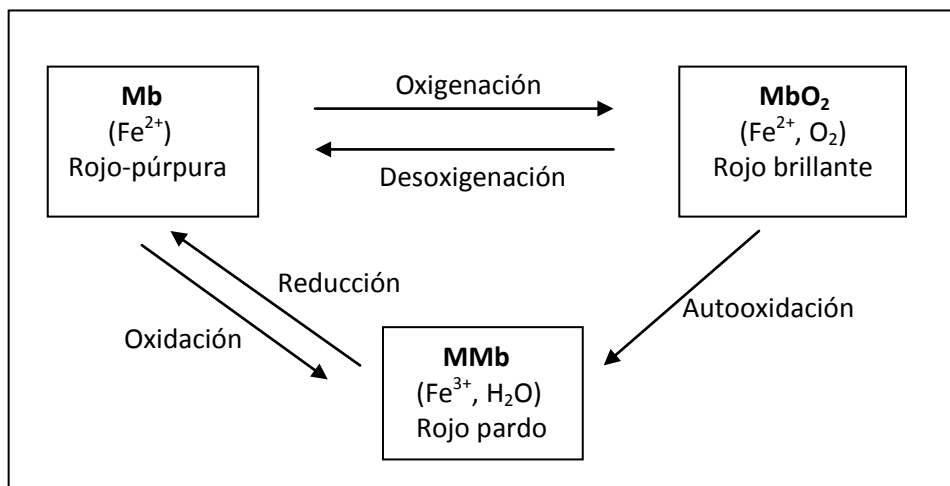 Mb
(Fe²⁺)
Rojo-púrpura
Oxigenación
Desoxigenación
MbO₂
(Fe²⁺, O₂)
Rojo brillante
Reducción
Oxidación
Autooxidación
MMb
(Fe³⁺, H₂O)
Rojo pardo